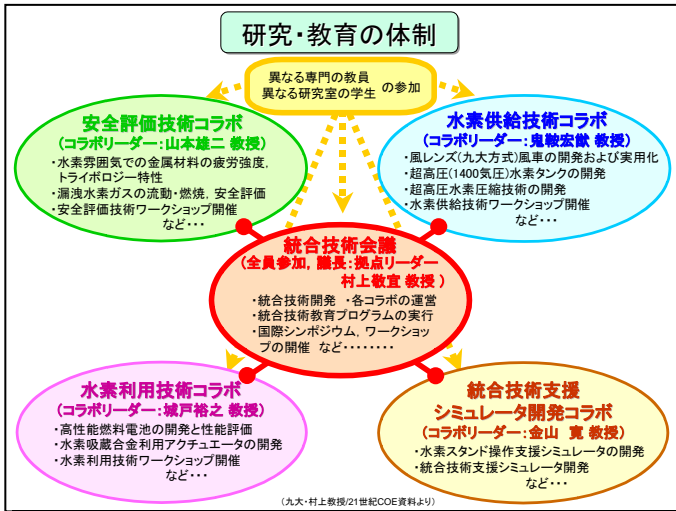 研究・教育の体制
異なる専門の教員
異なる研究室の学生 の参加
安全評価技術コラボ
(コラボリーダー：山本雄二 教授)
・水素雰囲気での金属材料の疲労強度，
トライボロジー特性
・漏洩水素ガスの流動・燃焼，安全評価
・安全評価技術ワークショップ開催
など・・・
水素供給技術コラボ
(コラボリーダー：鬼鞍宏猷 教授)
・風レンズ(九大方式)風車の開発および実用化
・超高圧(1400気圧)水素タンクの開発
・超高圧水素圧縮技術の開発
・水素供給技術ワークショップ開催
など・・・
統合技術会議
(全員参加，議長：拠点リーダー
村上敬宜 教授 )
・統合技術開発 ・各コラボの運営
・統合技術教育プログラムの実行
・国際シンポジウム，ワークショッ
プの開催 など・・・・・・・・
水素利用技術コラボ
(コラボリーダー：城戸裕之 教授)
・高性能燃料電池の開発と性能評価
・水素吸蔵合金利用アクチュエータの開発
・水素利用技術ワークショップ開催
など・・・
統合技術支援
シミュレータ開発コラボ
(コラボリーダー：金山 寛 教授)
・水素スタンド操作支援シミュレータの開発
・統合技術支援シミュレータ開発
など・・・
(九大・村上教授/21世紀COE資料より)